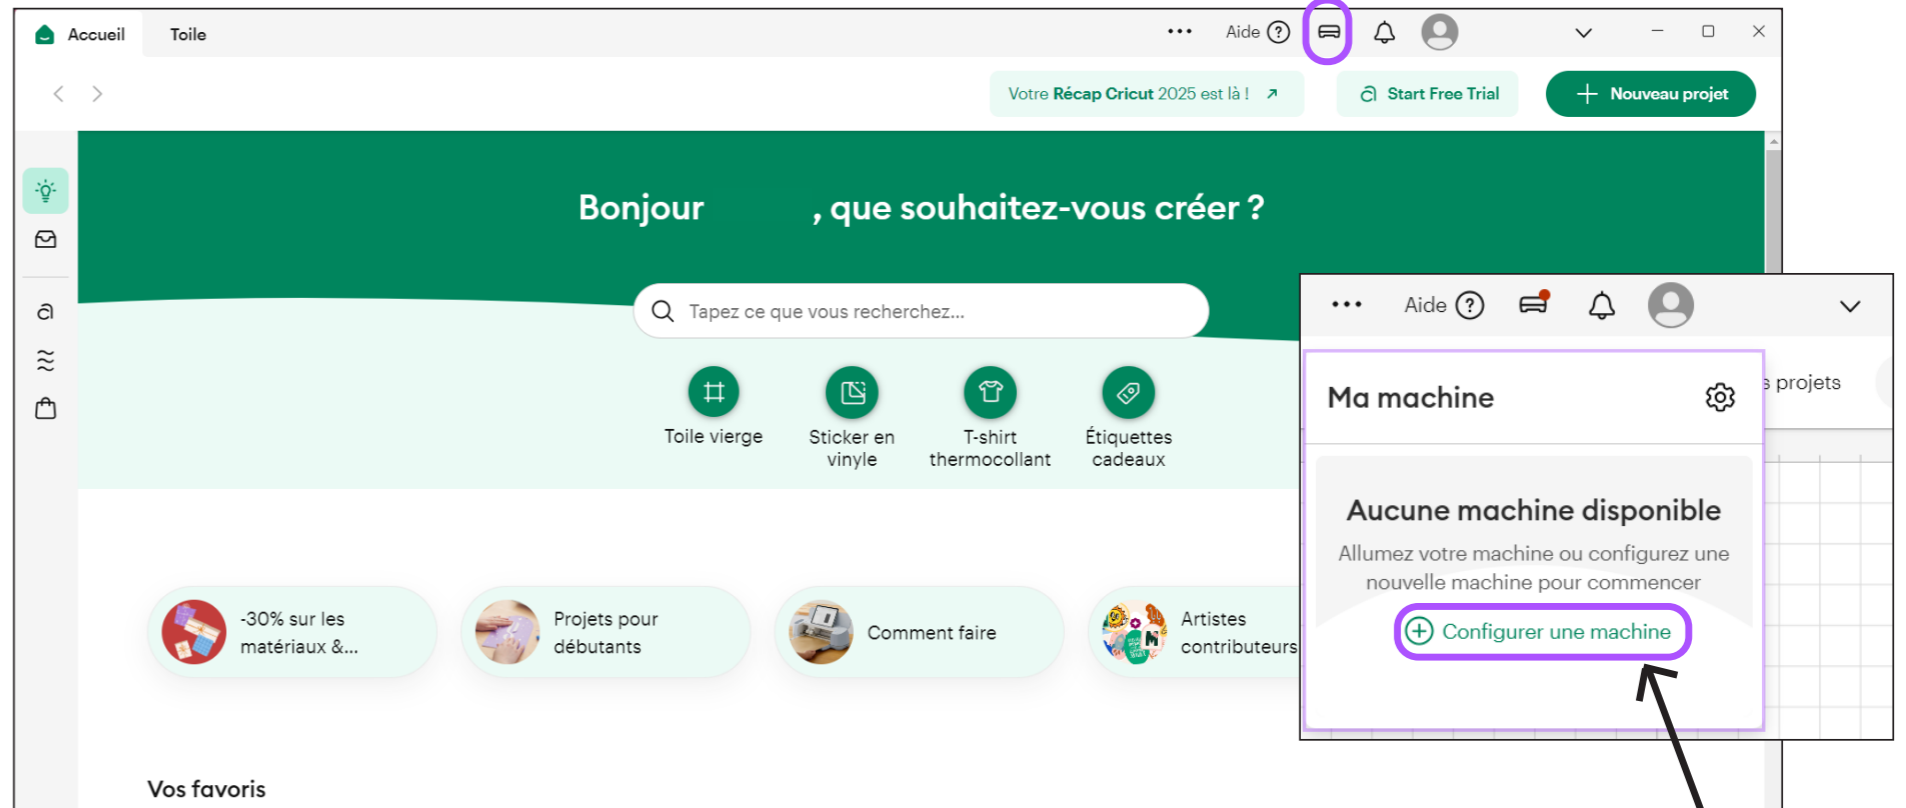 Accueil
Toile
Aide
Votre Récap Cricut 2025 est là !
Start Free Trial
Nouveau projet
Bonjour , que souhaitez-vous créer ?
Tapez ce que vous recherchez...
Toile vierge
Sticker en
vinyle
T-shirt
thermocollant
Étiquettes
cadeaux
-30% sur les
matériaux &...
Projets pour
débutants
Comment faire
Artistes
contributeurs
Vos favoris
Aide
s projets
Ma machine
Aucune machine disponible
Allumez votre machine ou configurez une
nouvelle machine pour commencer
Configurer une machine